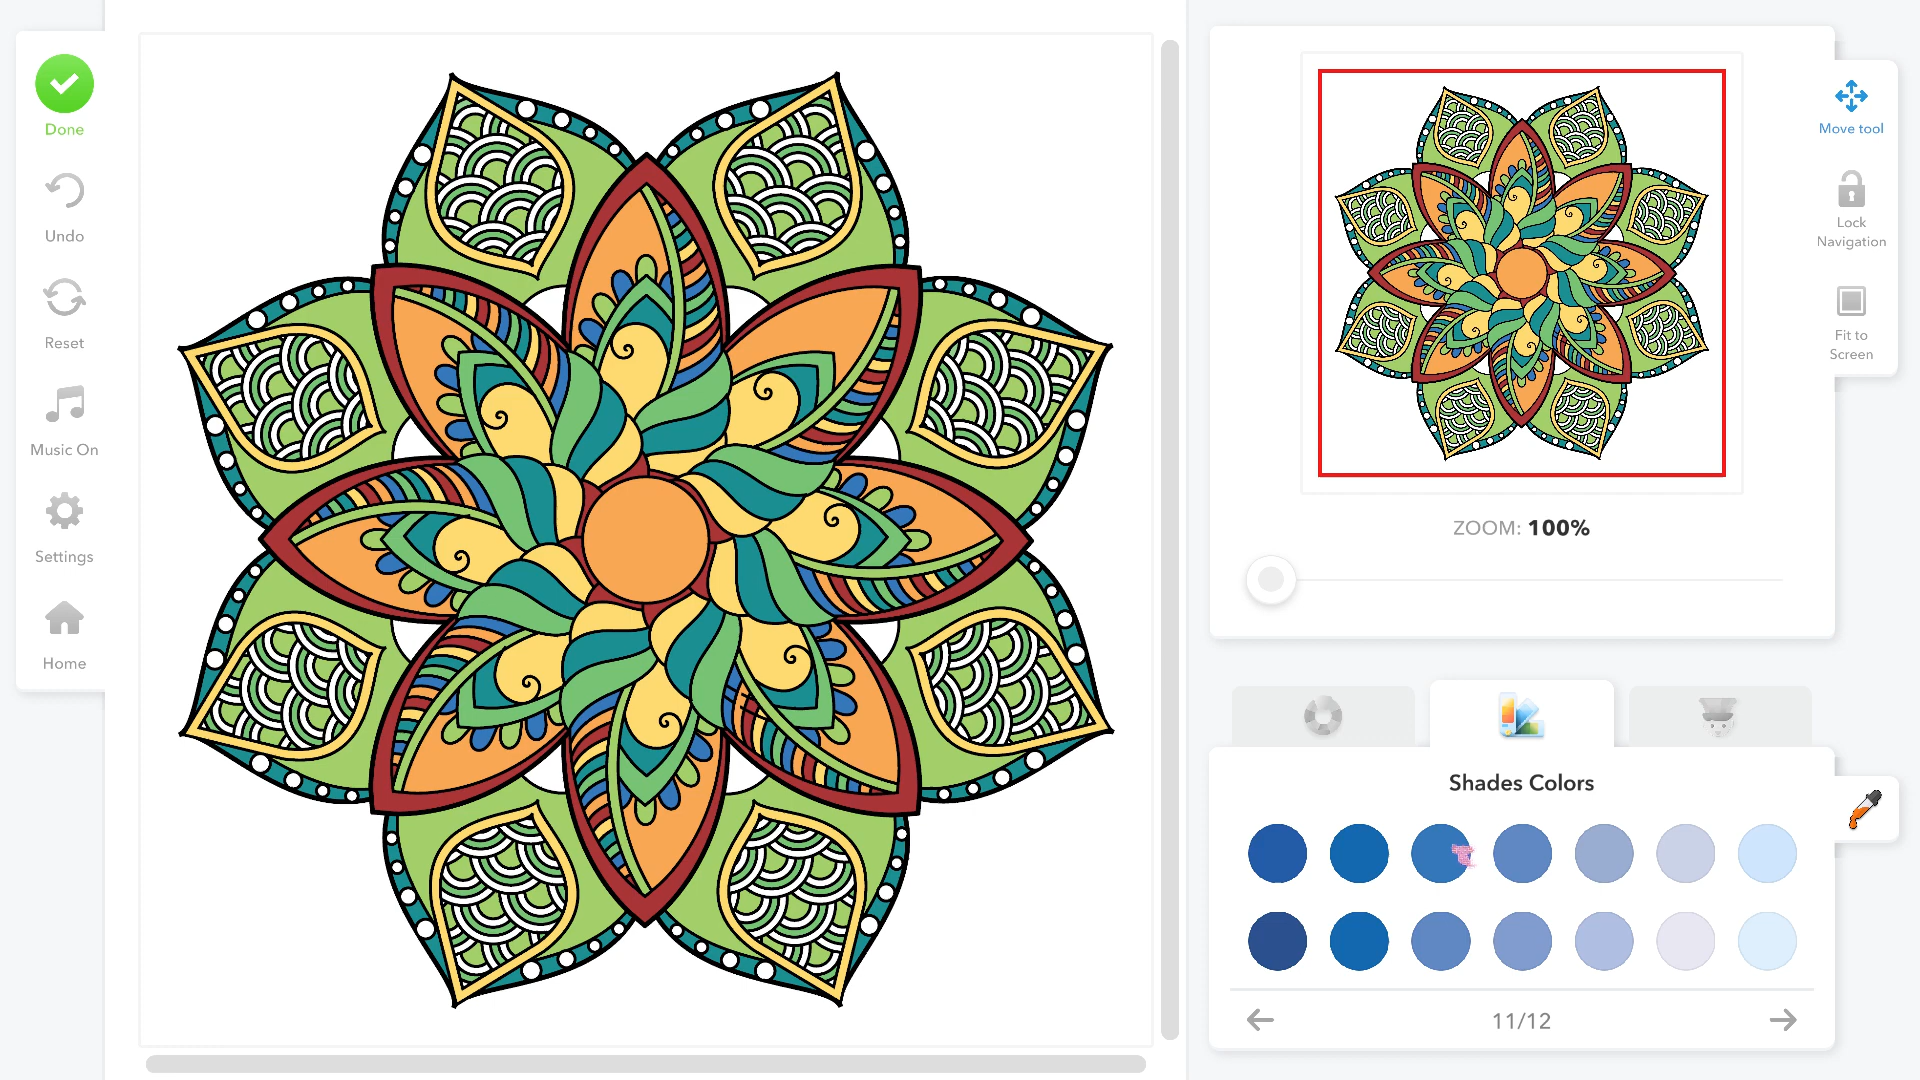 Done
Undo
Reset
Music On
Settings
Home
Move tool
Lock
Navigation
Fit to
Screen
ZOOM: 100%
Shades Colors
11/12